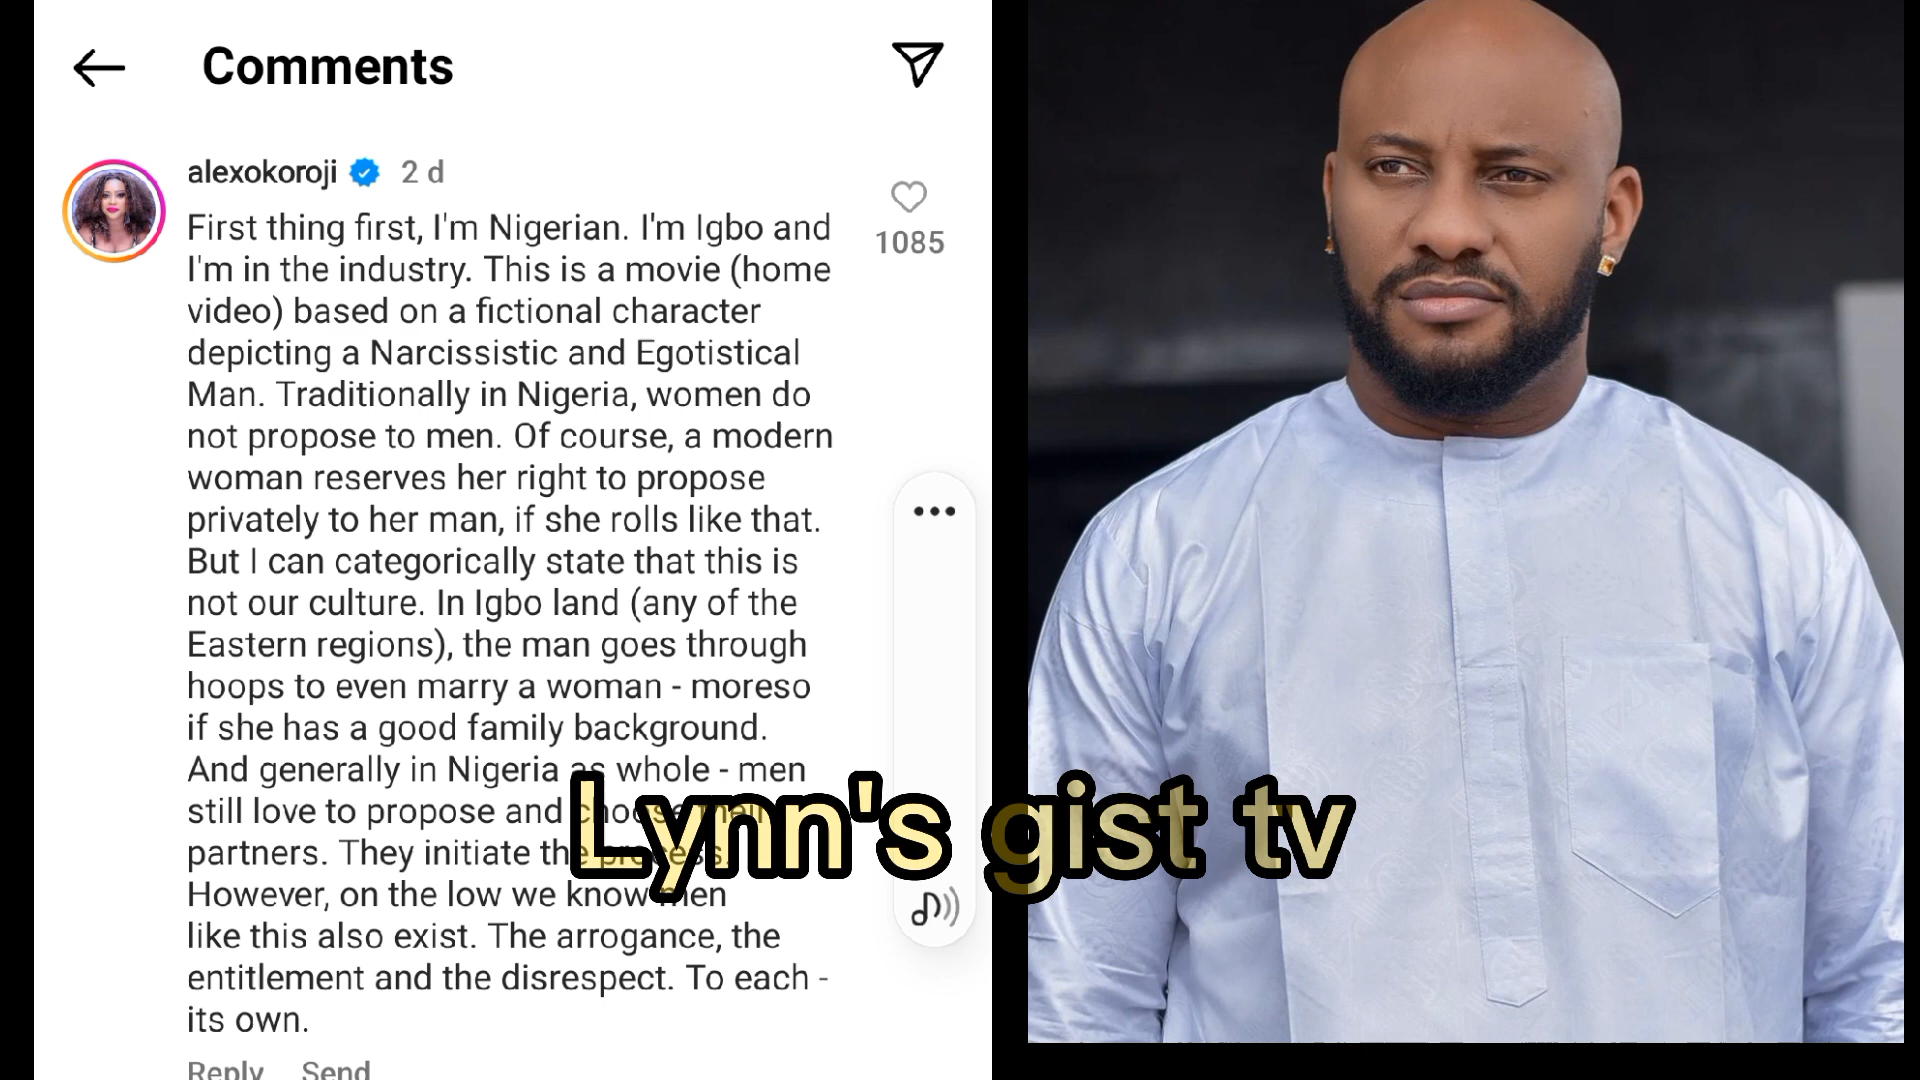 Comments
alexokoroji 2 d
First thing first, I'm Nigerian. I'm Igbo and
I'm in the industry. This is a movie (home
video) based on a fictional character
depicting a Narcissistic and Egotistical
Man. Traditionally in Nigeria, women do
not propose to men. Of course, a modern
woman reserves her right to propose
privately to her man, if she rolls like that.
But I can categorically state that this is
not our culture. In Igbo land (any of the
Eastern regions), the man goes through
hoops to even marry a woman - moreso
if she has a good family background.
And generally in Nigeria as whole - men
still love to propose and choose their
partners. They initiate the process.
However, on the low we know men
like this also exist. The arrogance, the
entitlement and the disrespect. To each -
its own.
Reply Send
1085
Lynn's gist tv